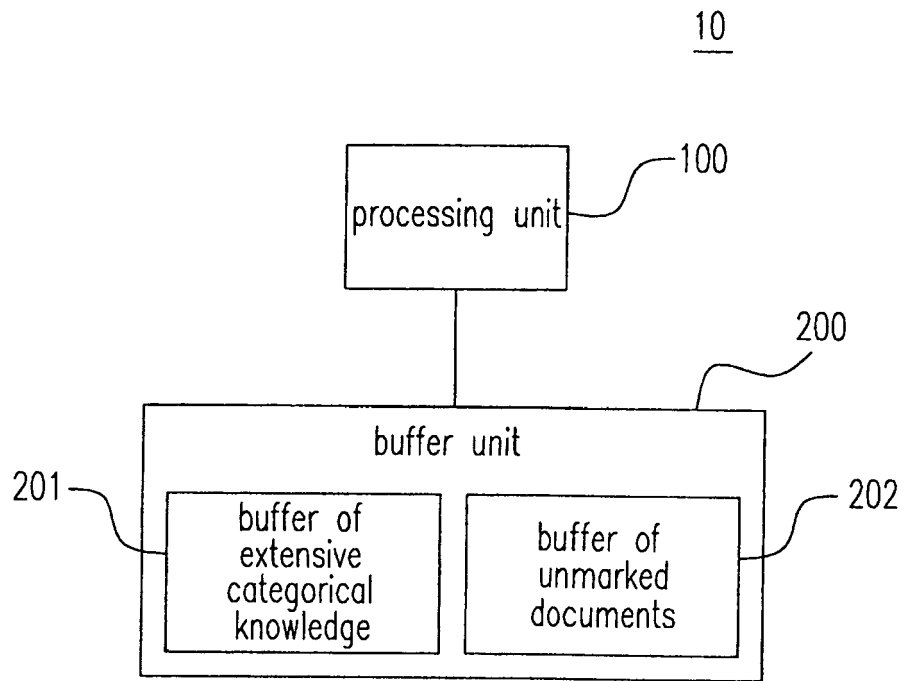 10
100
processing unit
200
buffer unit
201
202
buffer of
extensive
categorical
knowledge
buffer of
unmarked
documents